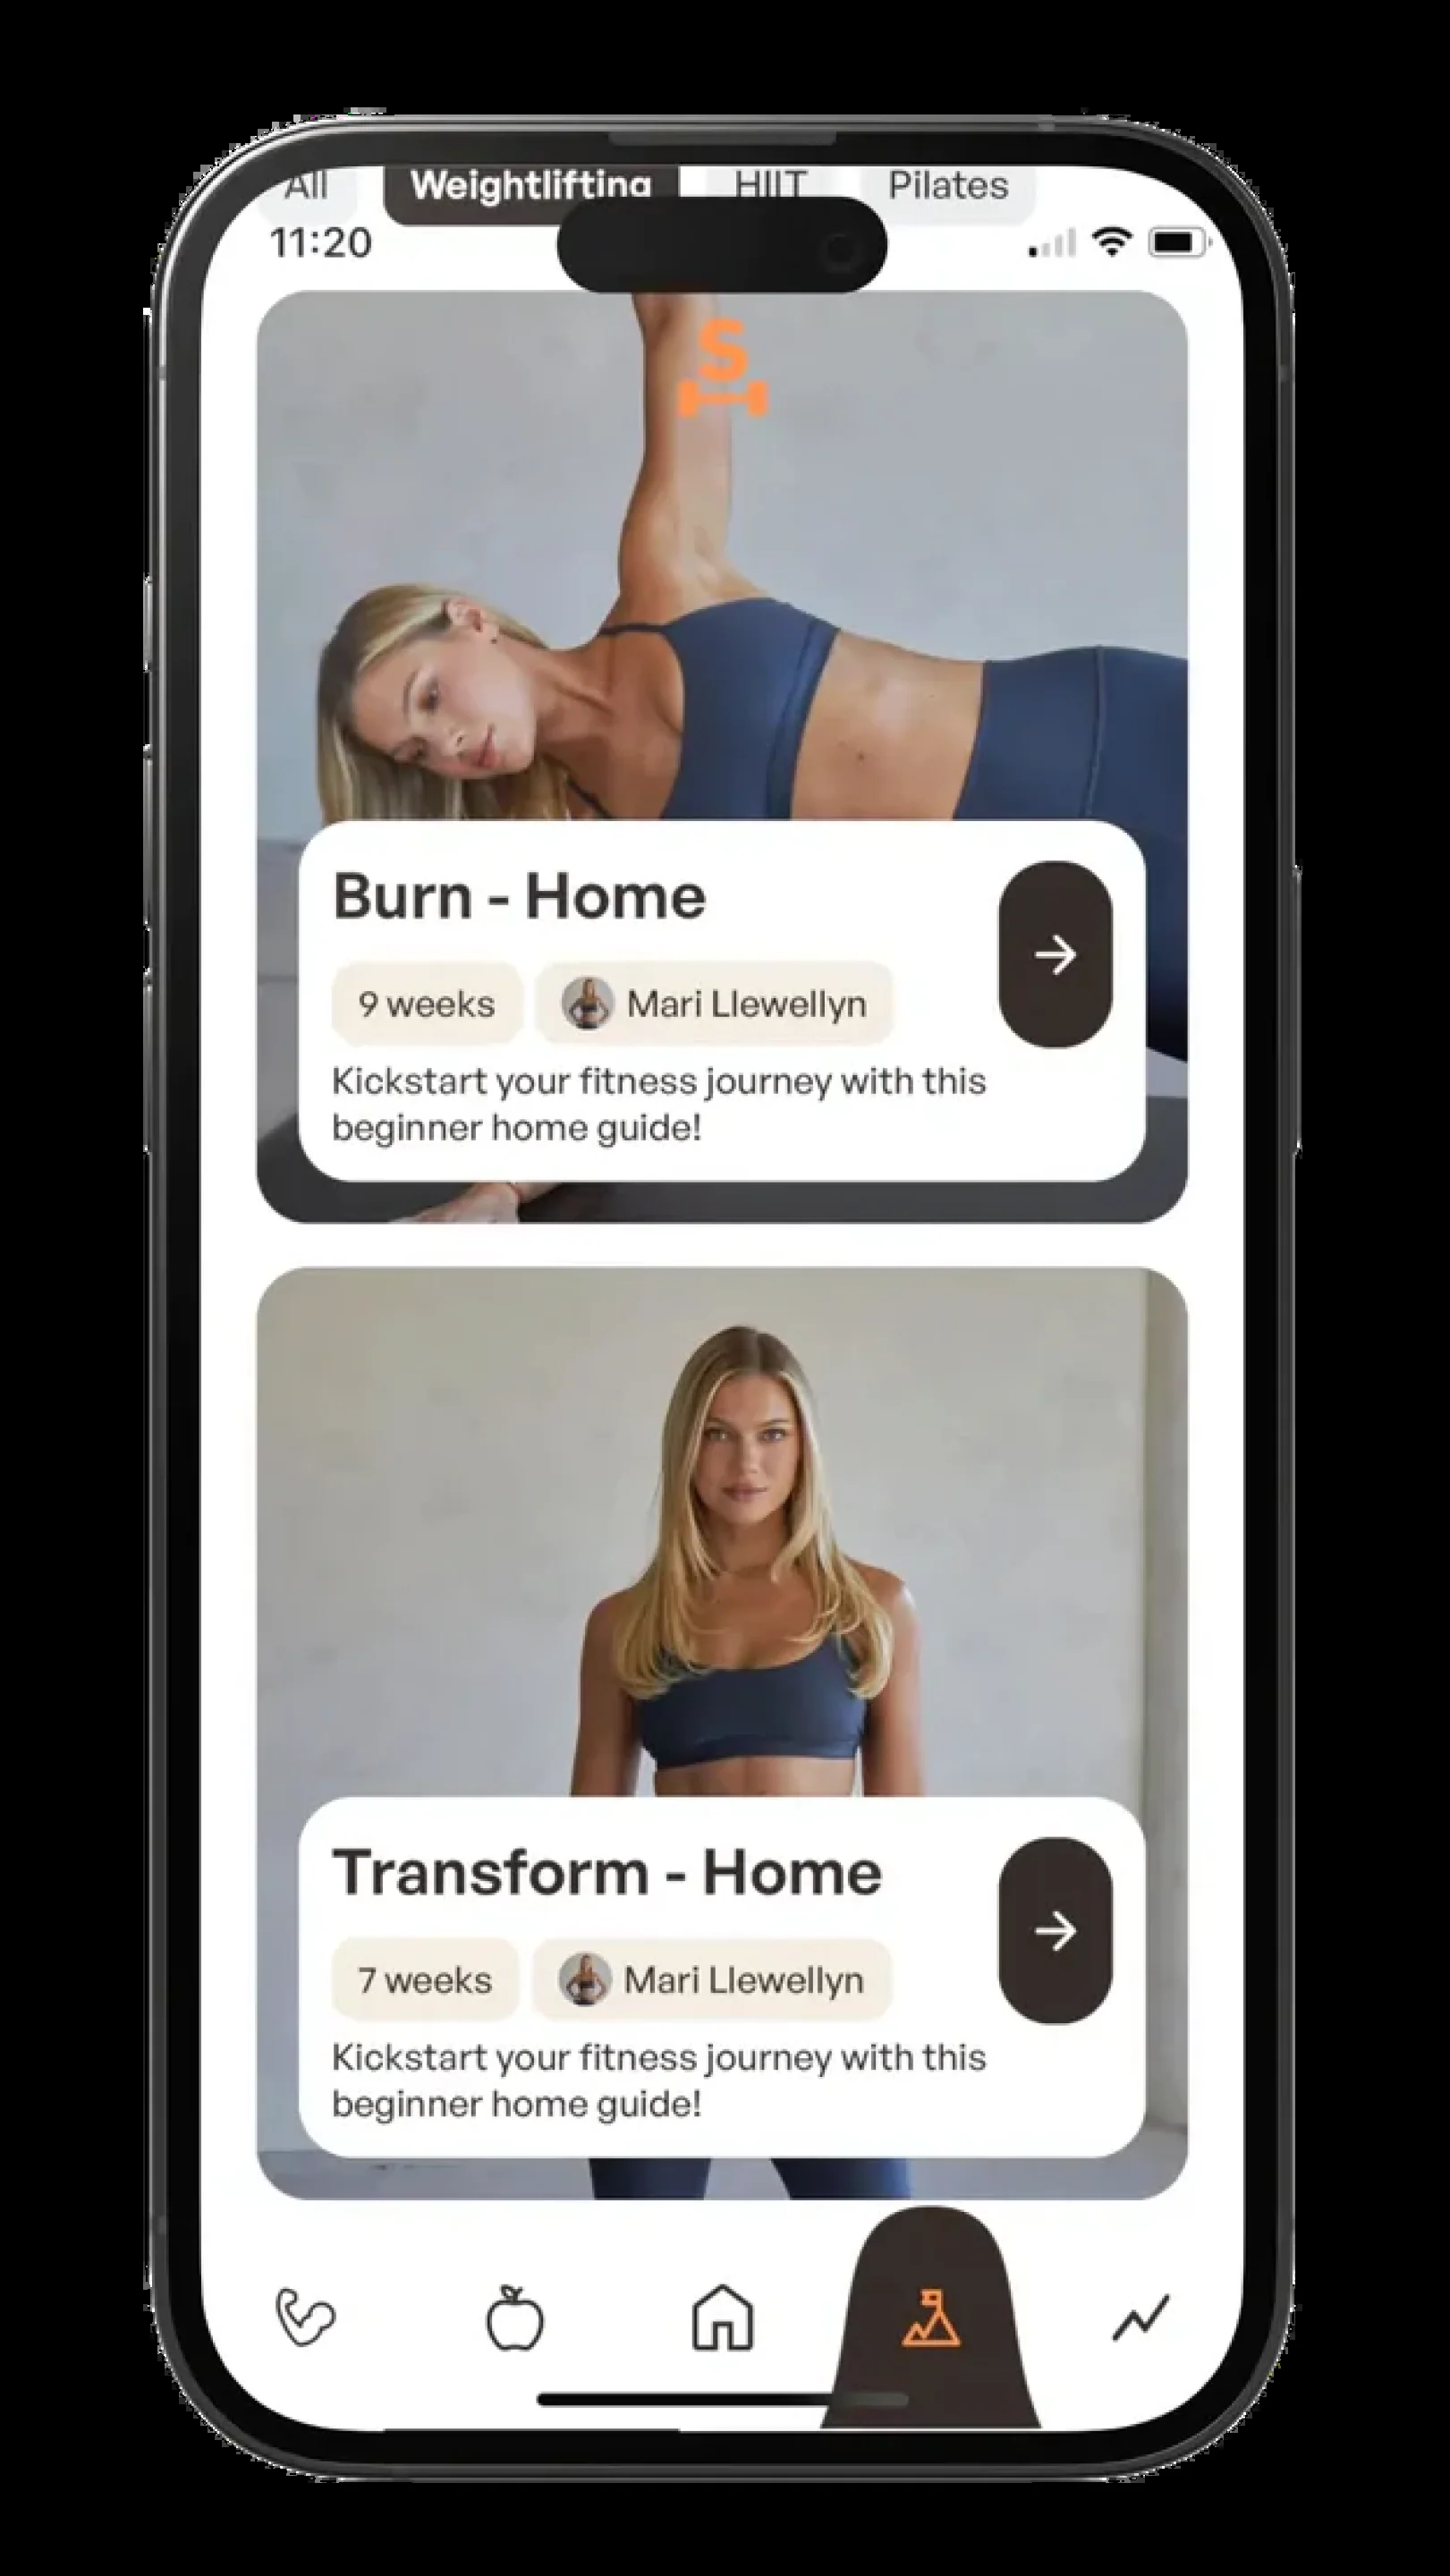 All Weightlifting HIIT Pilates
11:20
S
Burn - Home
9 weeks Mari Llewellyn
Kickstart your fitness journey with this
beginner home guide!
Transform - Home
7 weeks Mari Llewellyn
Kickstart your fitness journey with this
beginner home guide!